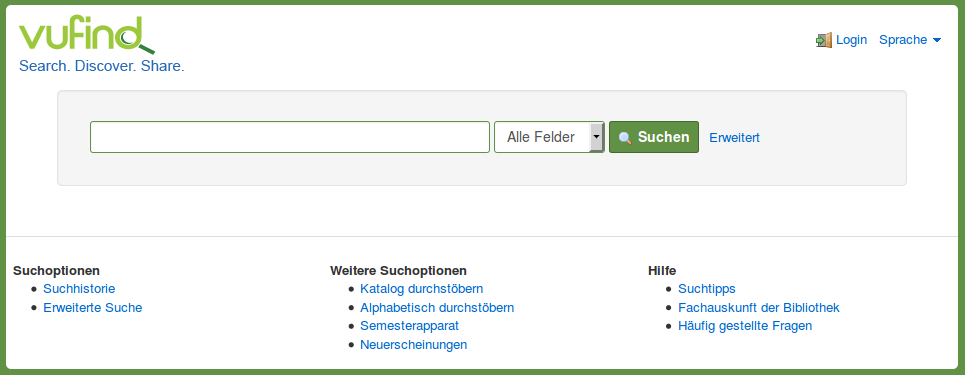 vufind
Search. Discover. Share.
Login Sprache
Alle Felder Suchen Erweitert
Suchoptionen
Suchhistorie
Erweiterte Suche
Weitere Suchoptionen
Katalog durchstöbern
Alphabetisch durchstöbern
Semesterapparat
Neuerscheinungen
Hilfe
Suchtipps
Fachauskunft der Bibliothek
Häufig gestellte Fragen